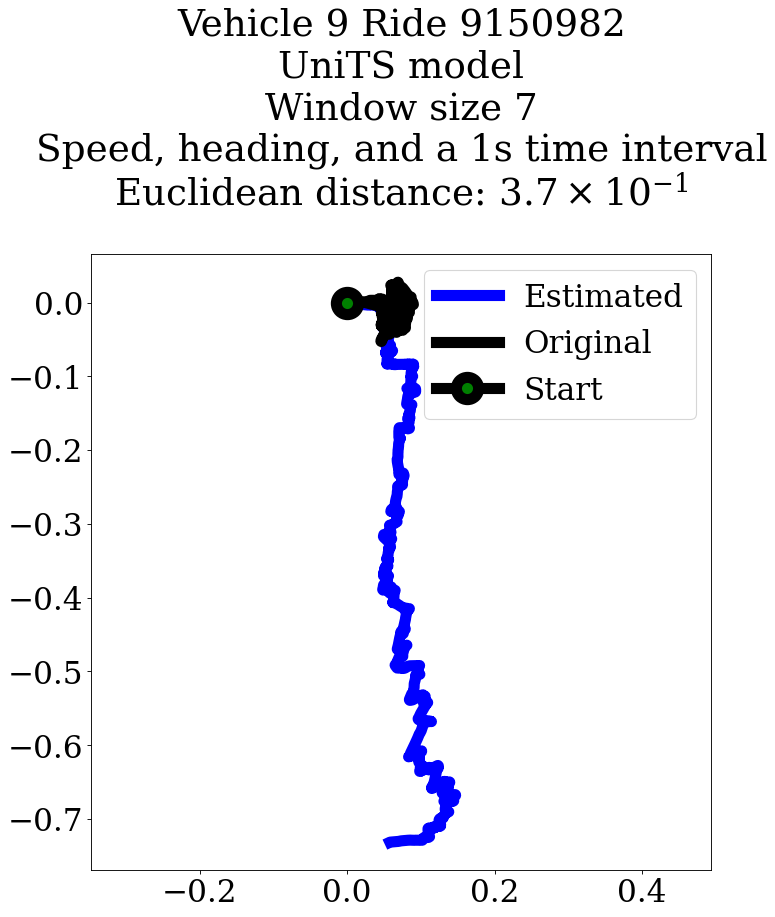 Vehicle 9 Ride 9150982
UniTS model
Window size 7
Speed, heading, and a 1s time interval
Euclidean distance: 3.7 × 10⁻¹
Estimated
Original
Start
0.0
−0.1
−0.2
−0.3
−0.4
−0.5
−0.6
−0.7
−0.2 0.0 0.2 0.4